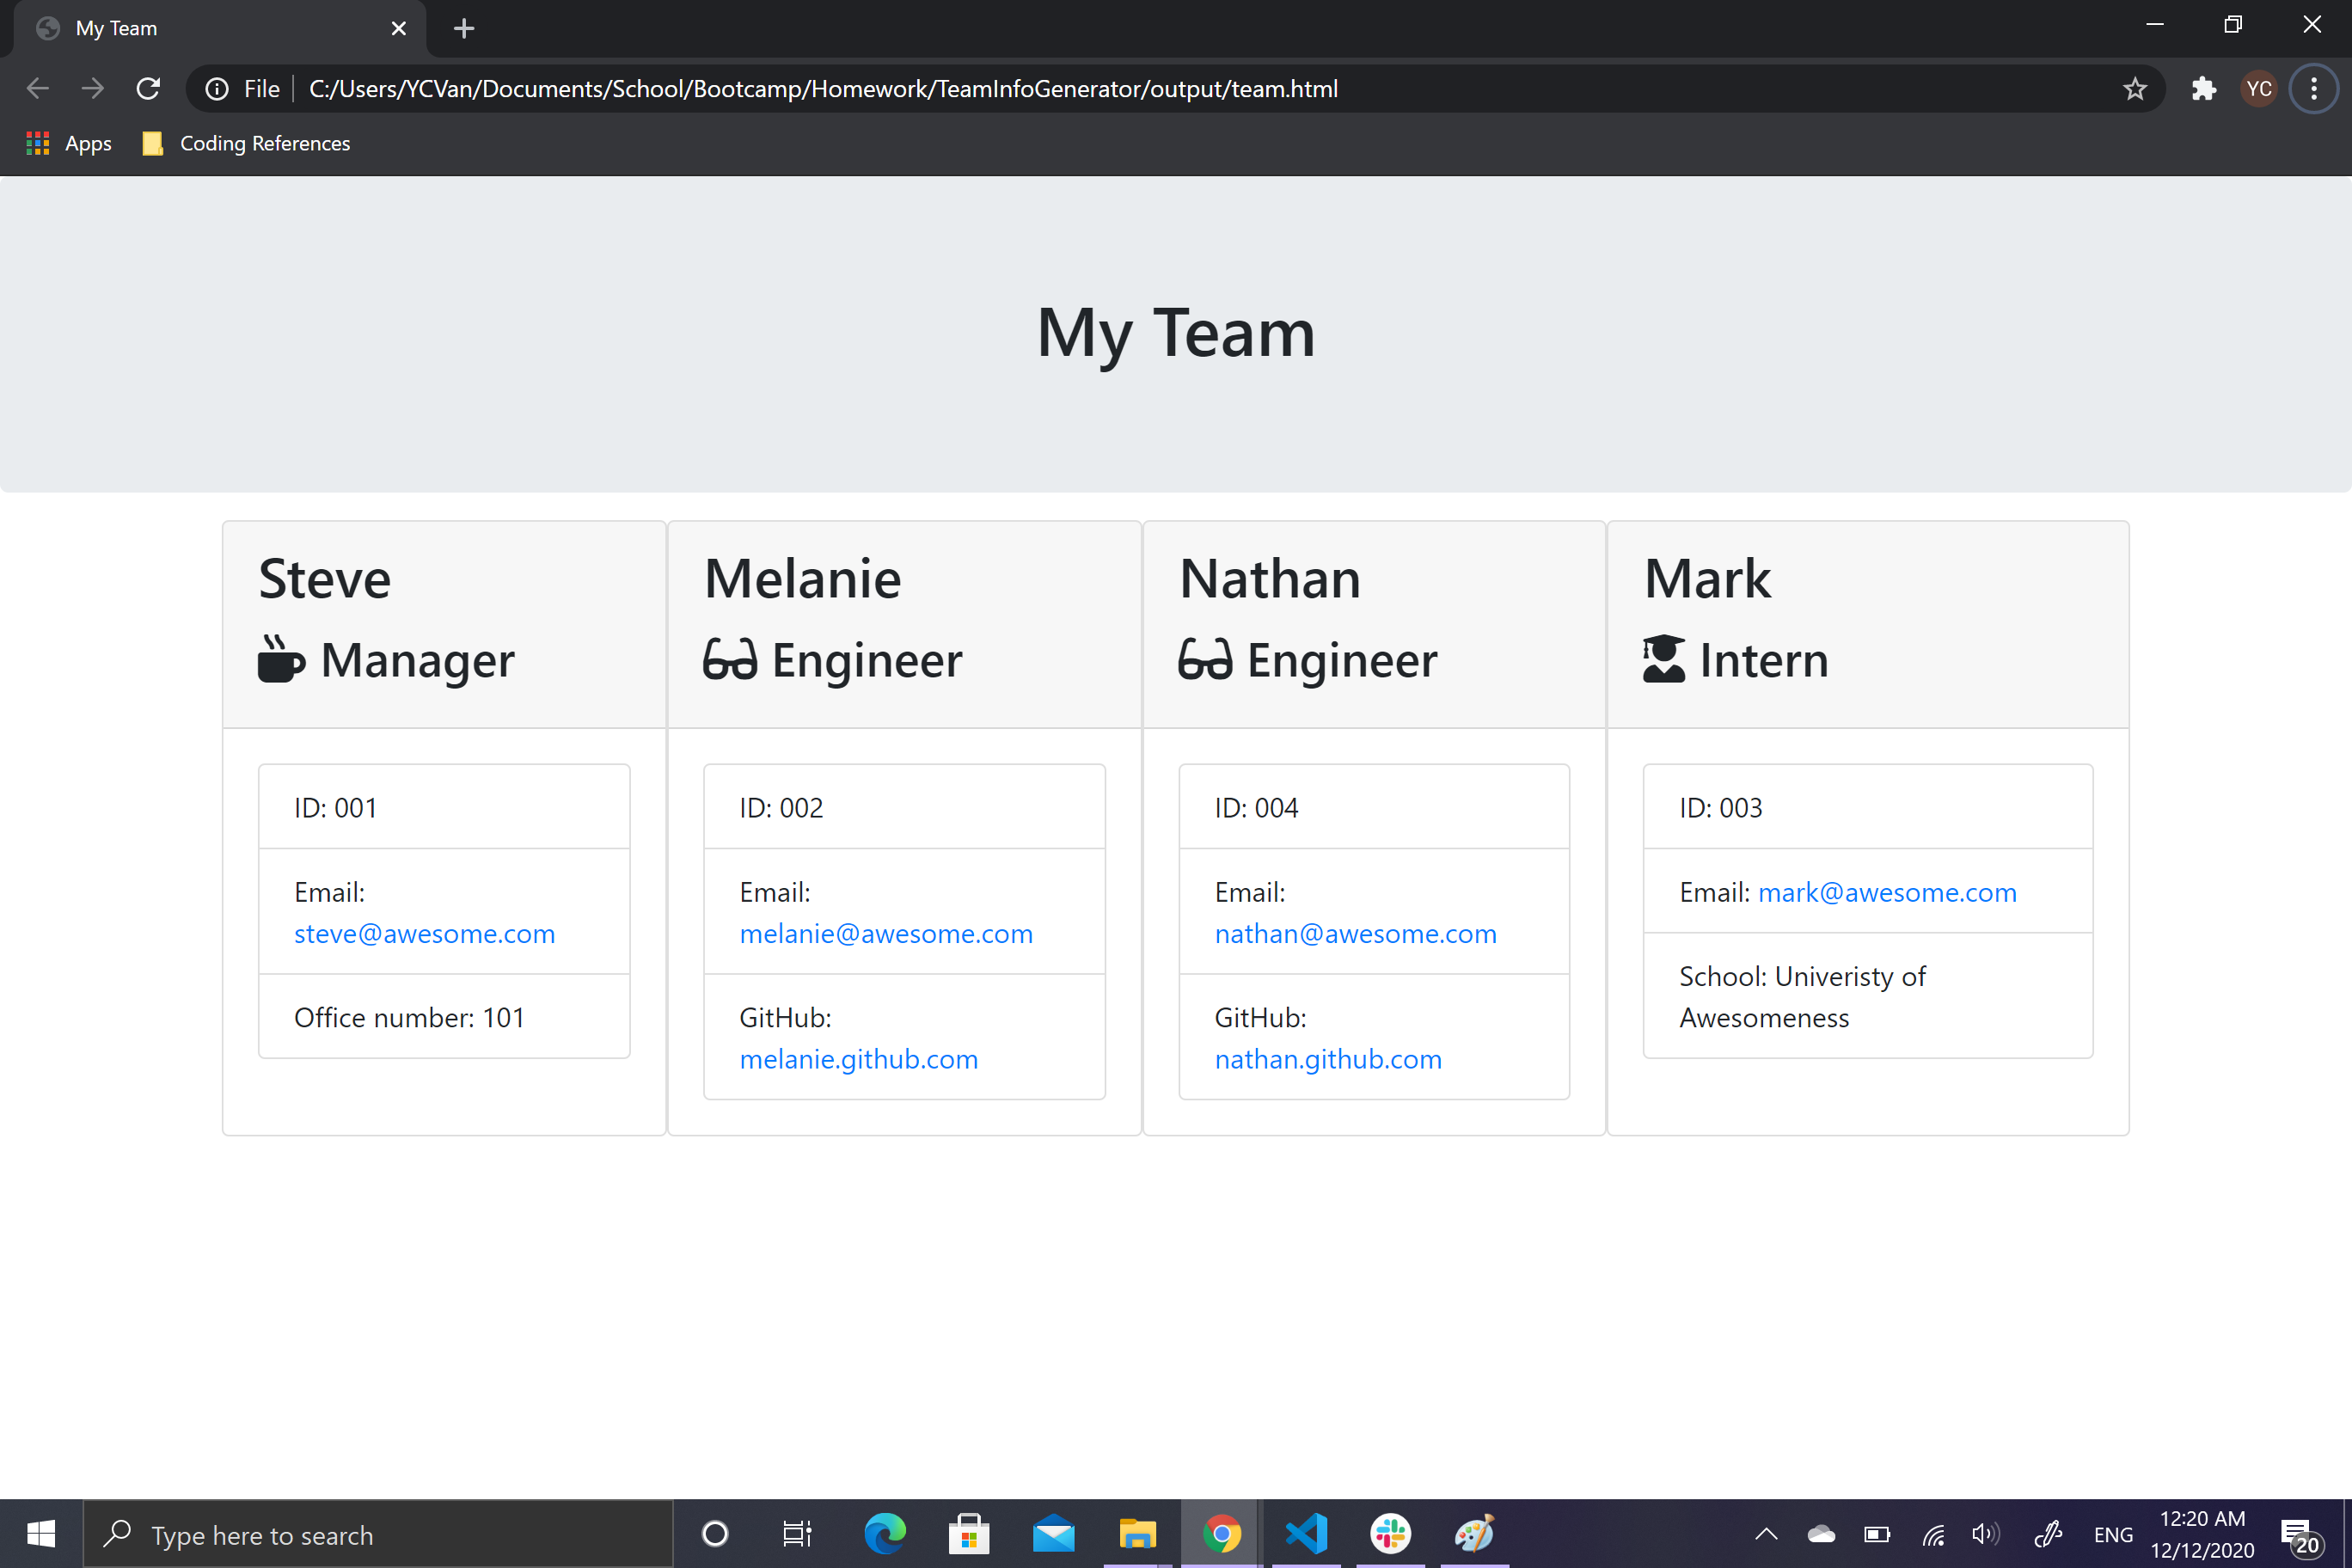 My Team
File
C:/Users/YCVan/Documents/School/Bootcamp/Homework/TeamInfoGenerator/output/team.html
YC
Apps
Coding References
My Team
Steve
Manager
ID: 001
Email:
steve@awesome.com
Office number: 101
Melanie
Engineer
ID: 002
Email:
melanie@awesome.com
GitHub:
melanie.github.com
Nathan
Engineer
ID: 004
Email:
nathan@awesome.com
GitHub:
nathan.github.com
Mark
Intern
ID: 003
Email: mark@awesome.com
School: Univeristy of
Awesomeness
Type here to search
ENG
12:20 AM
12/12/2020
20